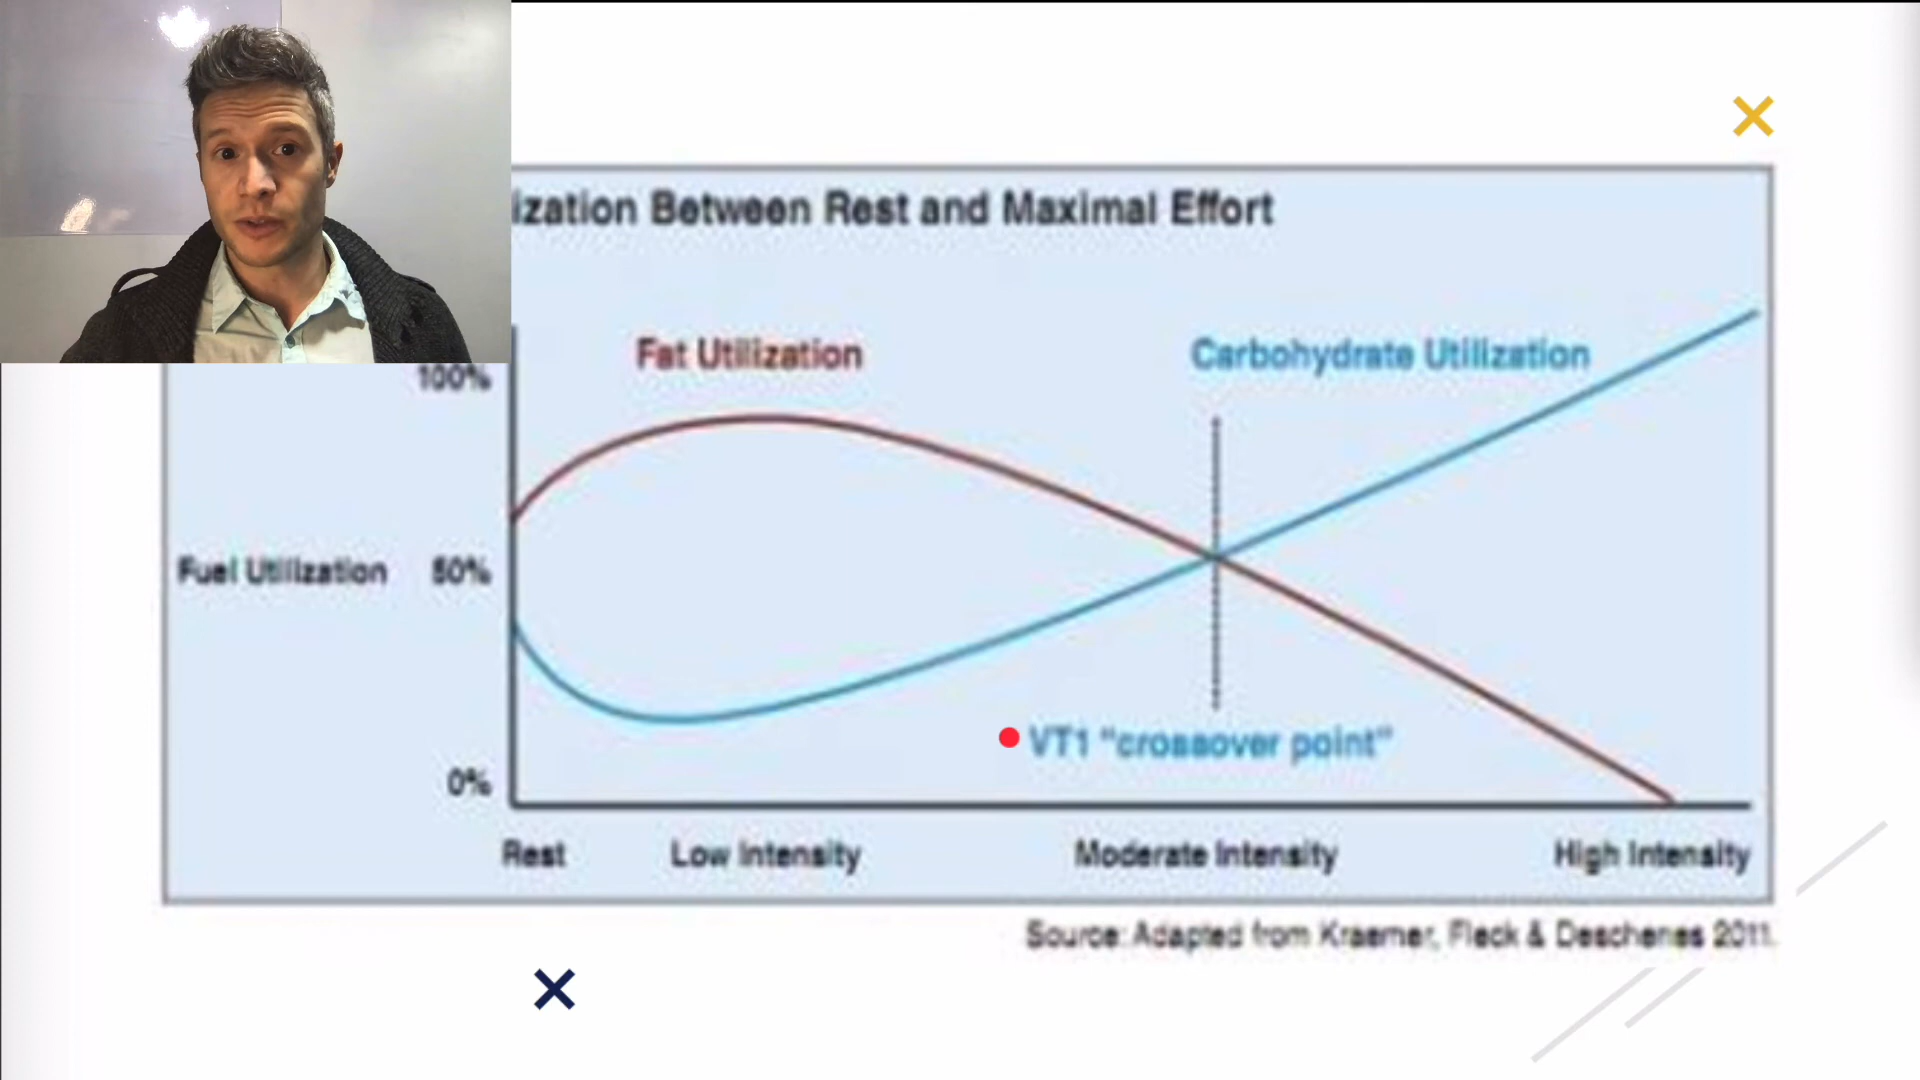 ization Between Rest and Maximal Effort
Fat Utilization
Carbohydrate Utilization
100%
Fuel Utilization
50%
VT1 "crossover point"
0%
Rest
Low Intensity
Moderate Intensity
High Intensity
Source: Adapted from Kraemer, Fleck & Deschenes 2011.